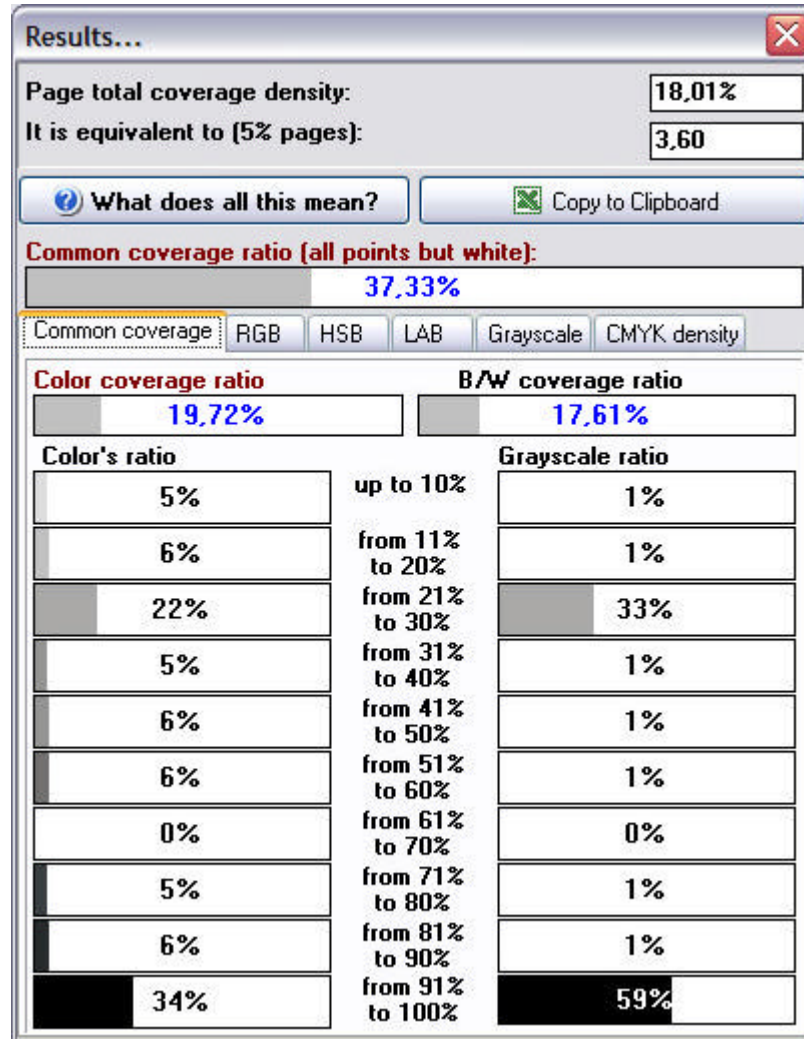 Results...
Page total coverage density:
18,01%
It is equivalent to (5% pages):
3,60
What does all this mean?
Copy to Clipboard
Common coverage ratio (all points but white):
37,33%
Common coverage
RGB
HSB
LAB
Grayscale
CMYK density
Color coverage ratio
B/W coverage ratio
19,72%
17,61%
Color's ratio
Grayscale ratio
5%
up to 10%
1%
6%
from 11%
to 20%
1%
22%
from 21%
to 30%
33%
5%
from 31%
to 40%
1%
6%
from 41%
to 50%
1%
6%
from 51%
to 60%
1%
0%
from 61%
to 70%
0%
5%
from 71%
to 80%
1%
6%
from 81%
to 90%
1%
34%
from 91%
to 100%
59%